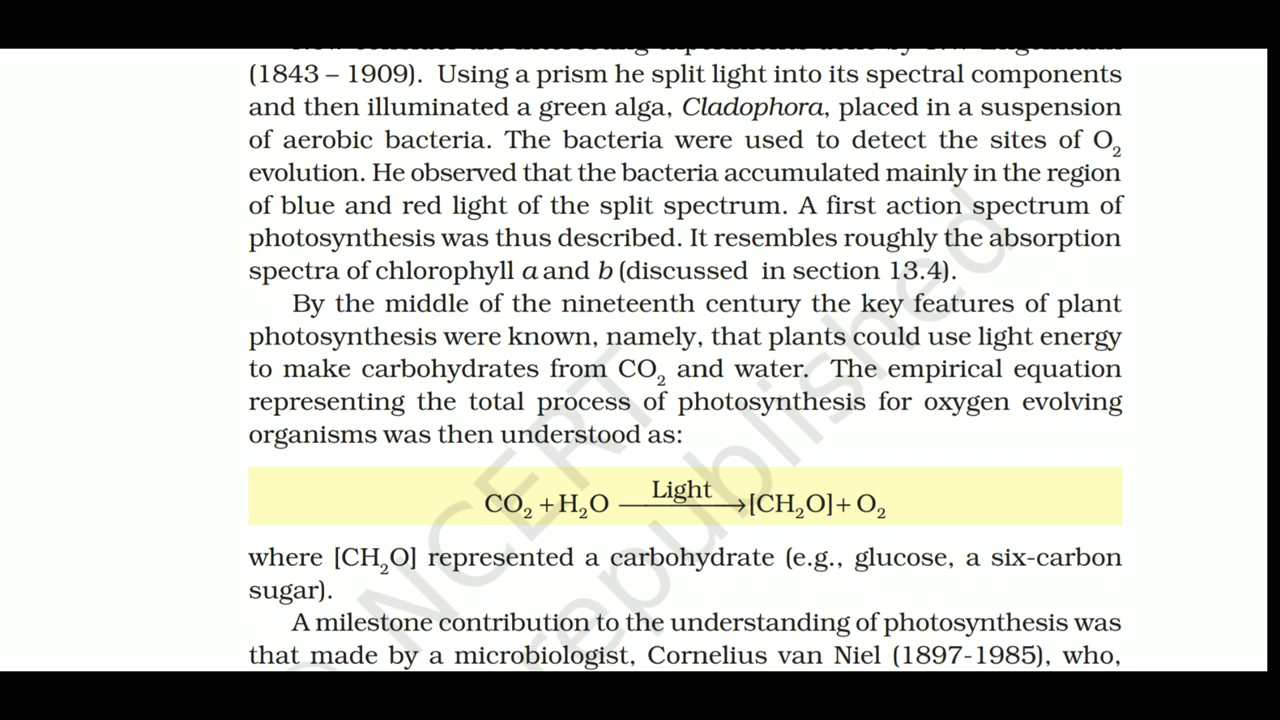 (1843 – 1909). Using a prism he split light into its spectral components
and then illuminated a green alga, Cladophora, placed in a suspension
of aerobic bacteria. The bacteria were used to detect the sites of O₂
evolution. He observed that the bacteria accumulated mainly in the region
of blue and red light of the split spectrum. A first action spectrum of
photosynthesis was thus described. It resembles roughly the absorption
spectra of chlorophyll a and b (discussed in section 13.4).
By the middle of the nineteenth century the key features of plant
photosynthesis were known, namely, that plants could use light energy
to make carbohydrates from CO₂ and water. The empirical equation
representing the total process of photosynthesis for oxygen evolving
organisms was then understood as:
Light
CO₂ + H₂O ⟶ [CH₂O] + O₂
where [CH₂O] represented a carbohydrate (e.g., glucose, a six-carbon
sugar).
A milestone contribution to the understanding of photosynthesis was
that made by a microbiologist, Cornelius van Niel (1897-1985), who,
NCERT
republished